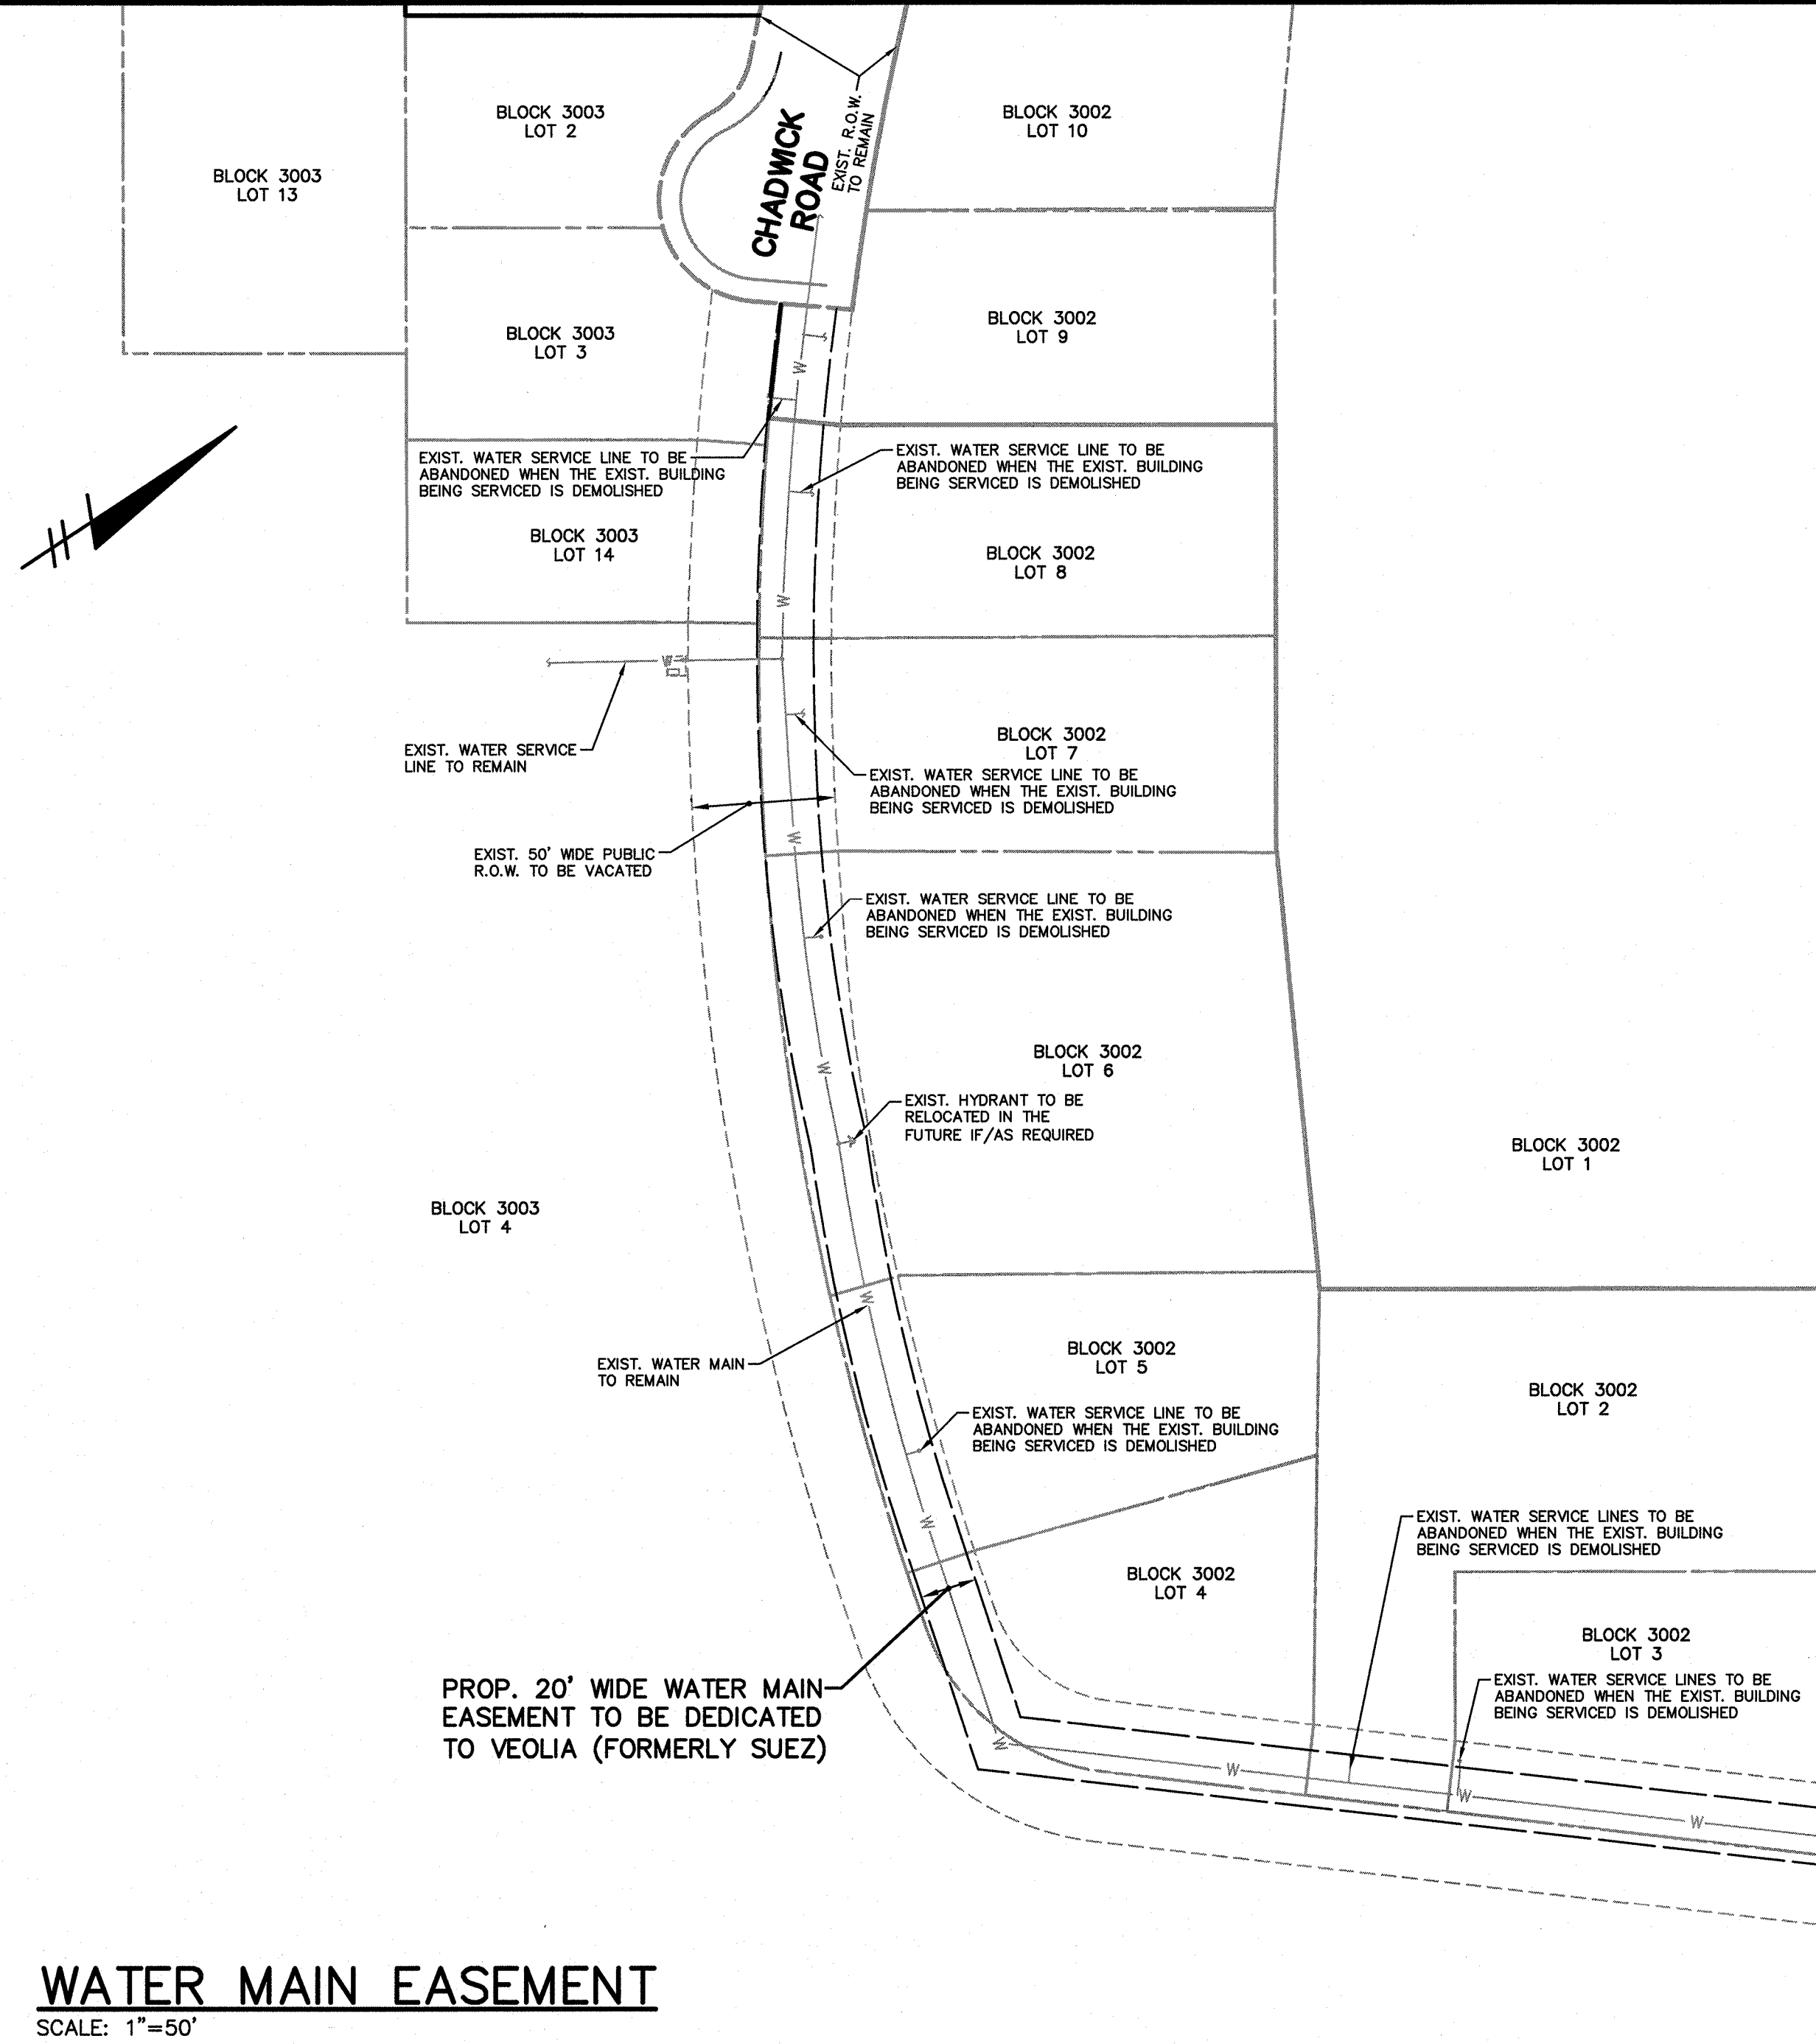 BLOCK 3003
LOT 2
BLOCK 3002
LOT 10
BLOCK 3003
LOT 13
CHADWICK
ROAD
EXIST. R.O.W.
TO REMAIN
BLOCK 3003
LOT 3
BLOCK 3002
LOT 9
W
EXIST. WATER SERVICE LINE TO BE
ABANDONED WHEN THE EXIST. BUILDING
BEING SERVICED IS DEMOLISHED
EXIST. WATER SERVICE LINE TO BE
ABANDONED WHEN THE EXIST. BUILDING
BEING SERVICED IS DEMOLISHED
BLOCK 3003
LOT 14
BLOCK 3002
LOT 8
W
W
EXIST. WATER SERVICE
LINE TO REMAIN
BLOCK 3002
LOT 7
EXIST. WATER SERVICE LINE TO BE
ABANDONED WHEN THE EXIST. BUILDING
BEING SERVICED IS DEMOLISHED
W
EXIST. 50' WIDE PUBLIC
R.O.W. TO BE VACATED
EXIST. WATER SERVICE LINE TO BE
ABANDONED WHEN THE EXIST. BUILDING
BEING SERVICED IS DEMOLISHED
W
BLOCK 3002
LOT 6
EXIST. HYDRANT TO BE
RELOCATED IN THE
FUTURE IF/AS REQUIRED
BLOCK 3002
LOT 1
BLOCK 3003
LOT 4
W
EXIST. WATER MAIN
TO REMAIN
BLOCK 3002
LOT 5
BLOCK 3002
LOT 2
EXIST. WATER SERVICE LINE TO BE
ABANDONED WHEN THE EXIST. BUILDING
BEING SERVICED IS DEMOLISHED
W
EXIST. WATER SERVICE LINES TO BE
ABANDONED WHEN THE EXIST. BUILDING
BEING SERVICED IS DEMOLISHED
BLOCK 3002
LOT 4
BLOCK 3002
LOT 3
EXIST. WATER SERVICE LINES TO BE
ABANDONED WHEN THE EXIST. BUILDING
BEING SERVICED IS DEMOLISHED
PROP. 20' WIDE WATER MAIN
EASEMENT TO BE DEDICATED
TO VEOLIA (FORMERLY SUEZ)
W
W
W
W
WATER MAIN EASEMENT
SCALE: 1"=50'